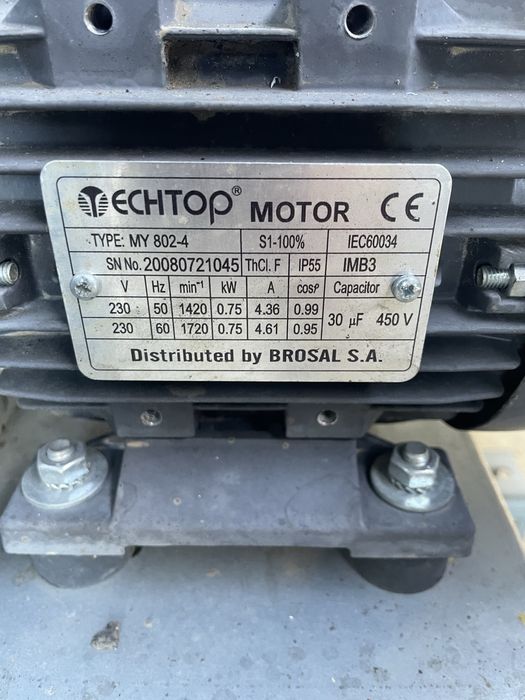 TECHTOP® MOTOR CE
TYPE: MY 802-4 S1-100% IEC60034
SN No. 20080721045 ThCl. F IP55 IMB3
V Hz min⁻¹ kW A cosφ Capacitor
230 50 1420 0.75 4.36 0.99 30 µF 450 V
230 60 1720 0.75 4.61 0.95
Distributed by BROSAL S.A.